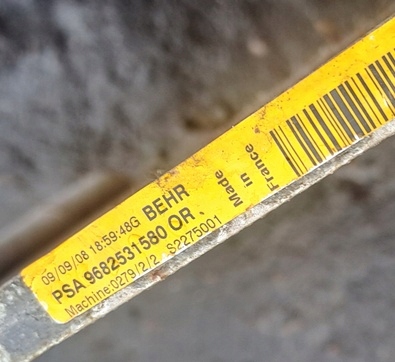 09/09/08 18:59:48G BEHR
PSA 9682531580 OR
Machine:0279/2/2 S2275001
Made
in
France